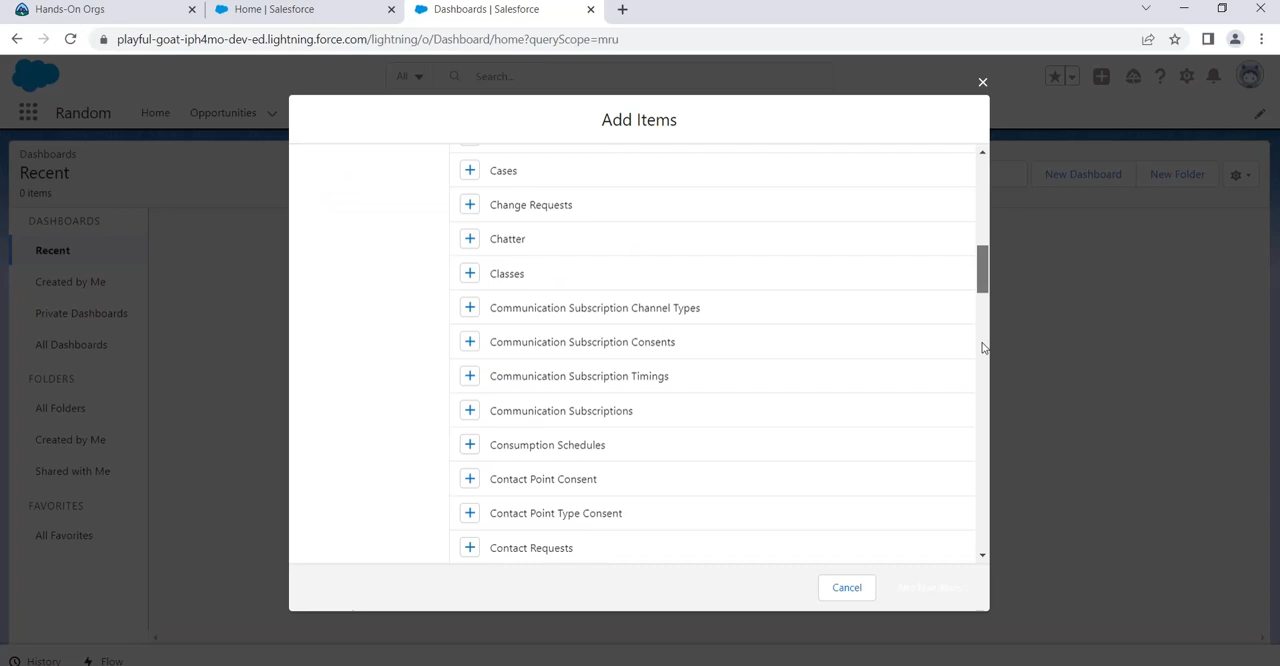 Hands-On Orgs
Home | Salesforce
Dashboards | Salesforce
playful-goat-iph4mo-dev-ed.lightning.force.com/lightning/o/Dashboard/home?queryScope=mru
All
Search...
Random
Home
Opportunities
Add Items
Dashboards
Recent
0 items
New Dashboard
New Folder
DASHBOARDS
Recent
Created by Me
Private Dashboards
All Dashboards
FOLDERS
All Folders
Created by Me
Shared with Me
FAVORITES
All Favorites
Cases
Change Requests
Chatter
Classes
Communication Subscription Channel Types
Communication Subscription Consents
Communication Subscription Timings
Communication Subscriptions
Consumption Schedules
Contact Point Consent
Contact Point Type Consent
Contact Requests
Cancel
History
Flow